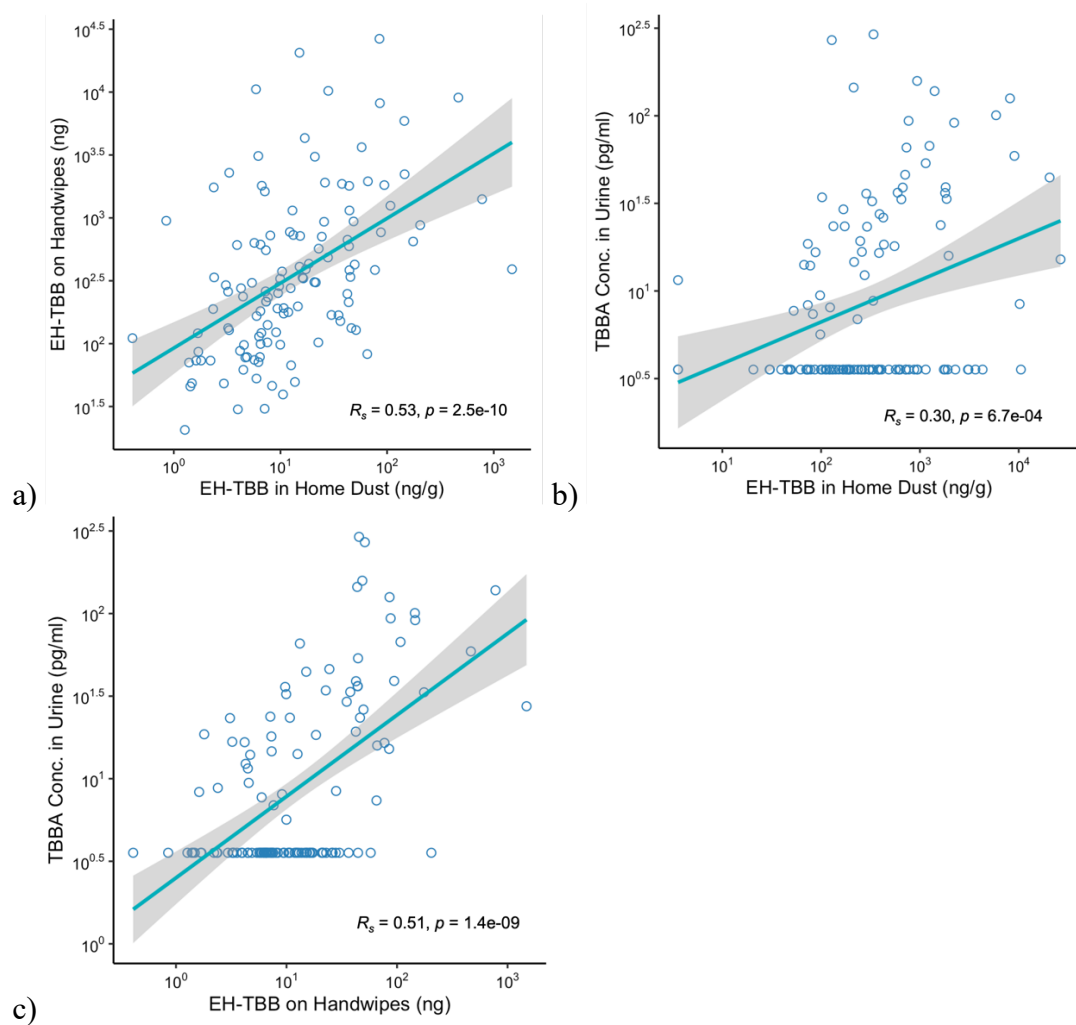 10^4.5
10^4
10^3.5
10^3
10^2.5
10^2
10^1.5
EH-TBB on Handwipes (ng)
R_s = 0.53, p = 2.5e-10
10^0 10^1 10^2 10^3
EH-TBB in Home Dust (ng/g)
a)
10^2.5
10^2
10^1.5
10^1
10^0.5
TBBA Conc. in Urine (pg/ml)
R_s = 0.30, p = 6.7e-04
10^1 10^2 10^3 10^4
EH-TBB in Home Dust (ng/g)
b)
10^2.5
10^2
10^1.5
10^1
10^0.5
10^0
TBBA Conc. in Urine (pg/ml)
R_s = 0.51, p = 1.4e-09
10^0 10^1 10^2 10^3
EH-TBB on Handwipes (ng)
c)